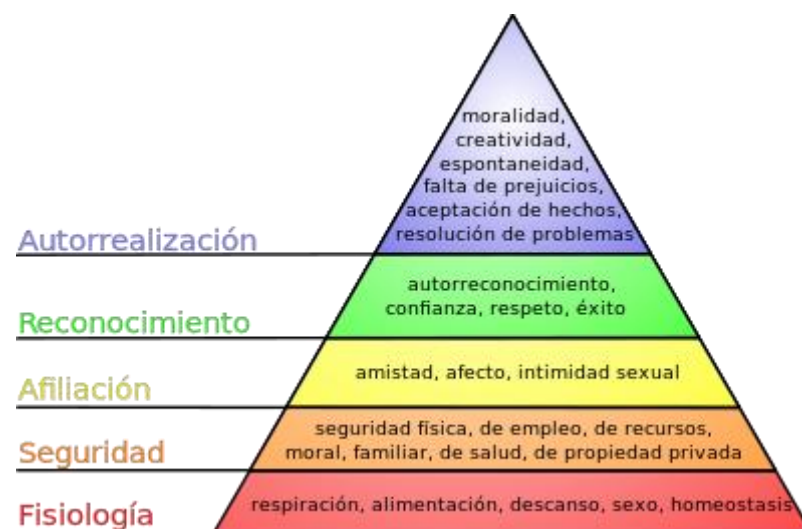 moralidad,
creatividad,
espontaneidad,
falta de prejuicios,
aceptación de hechos,
resolución de problemas
Autorrealización
autorreconocimiento,
confianza, respeto, éxito
Reconocimiento
amistad, afecto, intimidad sexual
Afiliación
seguridad física, de empleo, de recursos,
moral, familiar, de salud, de propiedad privada
Seguridad
respiración, alimentación, descanso, sexo, homeostasis
Fisiología